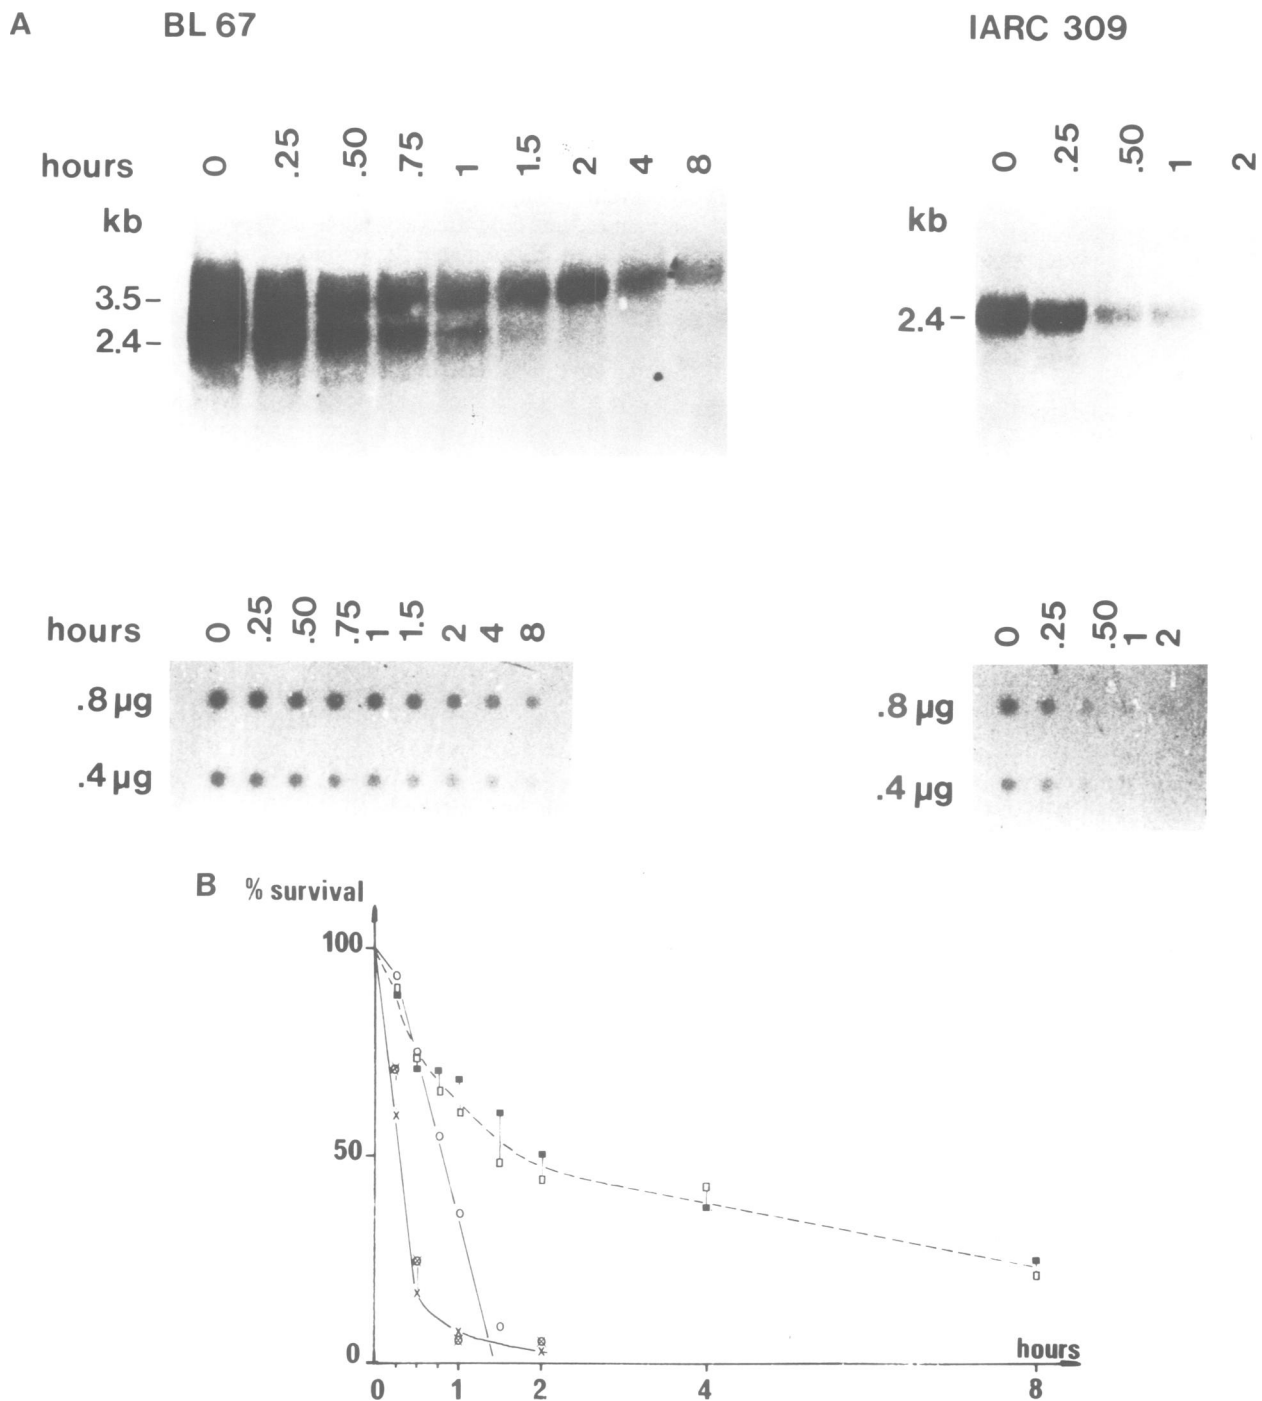 A BL 67 IARC 309
hours 0 .25 .50 .75 1 1.5 2 4 8 0 .25 .50 1 2
kb kb
3.5– 2.4–
2.4–
hours 0 .25 .50 .75 1 1.5 2 4 8 0 .25 .50 1 2
.8 µg .8 µg
.4 µg .4 µg
B % survival
100
50
hours
0
0 1 2 4 8